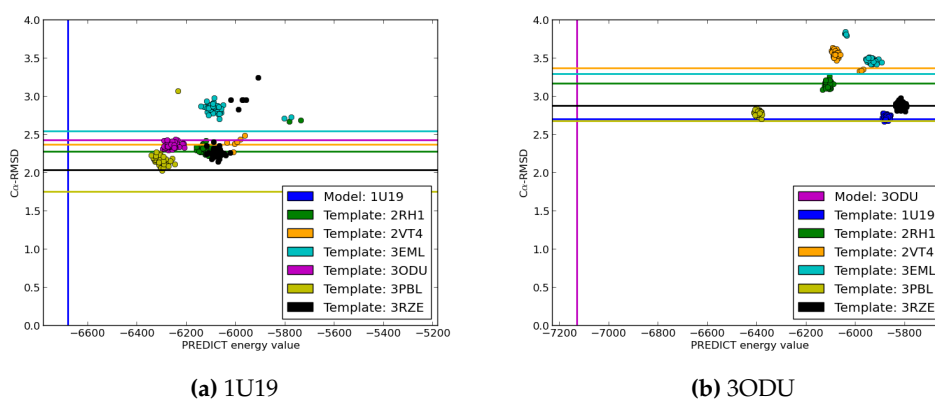 4.0
3.5
3.0
2.5
2.0
1.5
1.0
0.5
0.0
Cα-RMSD
−6600 −6400 −6200 −6000 −5800 −5600 −5400 −5200
PREDICT energy value
Model: 1U19
Template: 2RH1
Template: 2VT4
Template: 3EML
Template: 3ODU
Template: 3PBL
Template: 3RZE
(a) 1U19
4.0
3.5
3.0
2.5
2.0
1.5
1.0
0.5
0.0
Cα-RMSD
−7200 −7000 −6800 −6600 −6400 −6200 −6000 −5800
PREDICT energy value
Model: 3ODU
Template: 1U19
Template: 2RH1
Template: 2VT4
Template: 3EML
Template: 3PBL
Template: 3RZE
(b) 3ODU